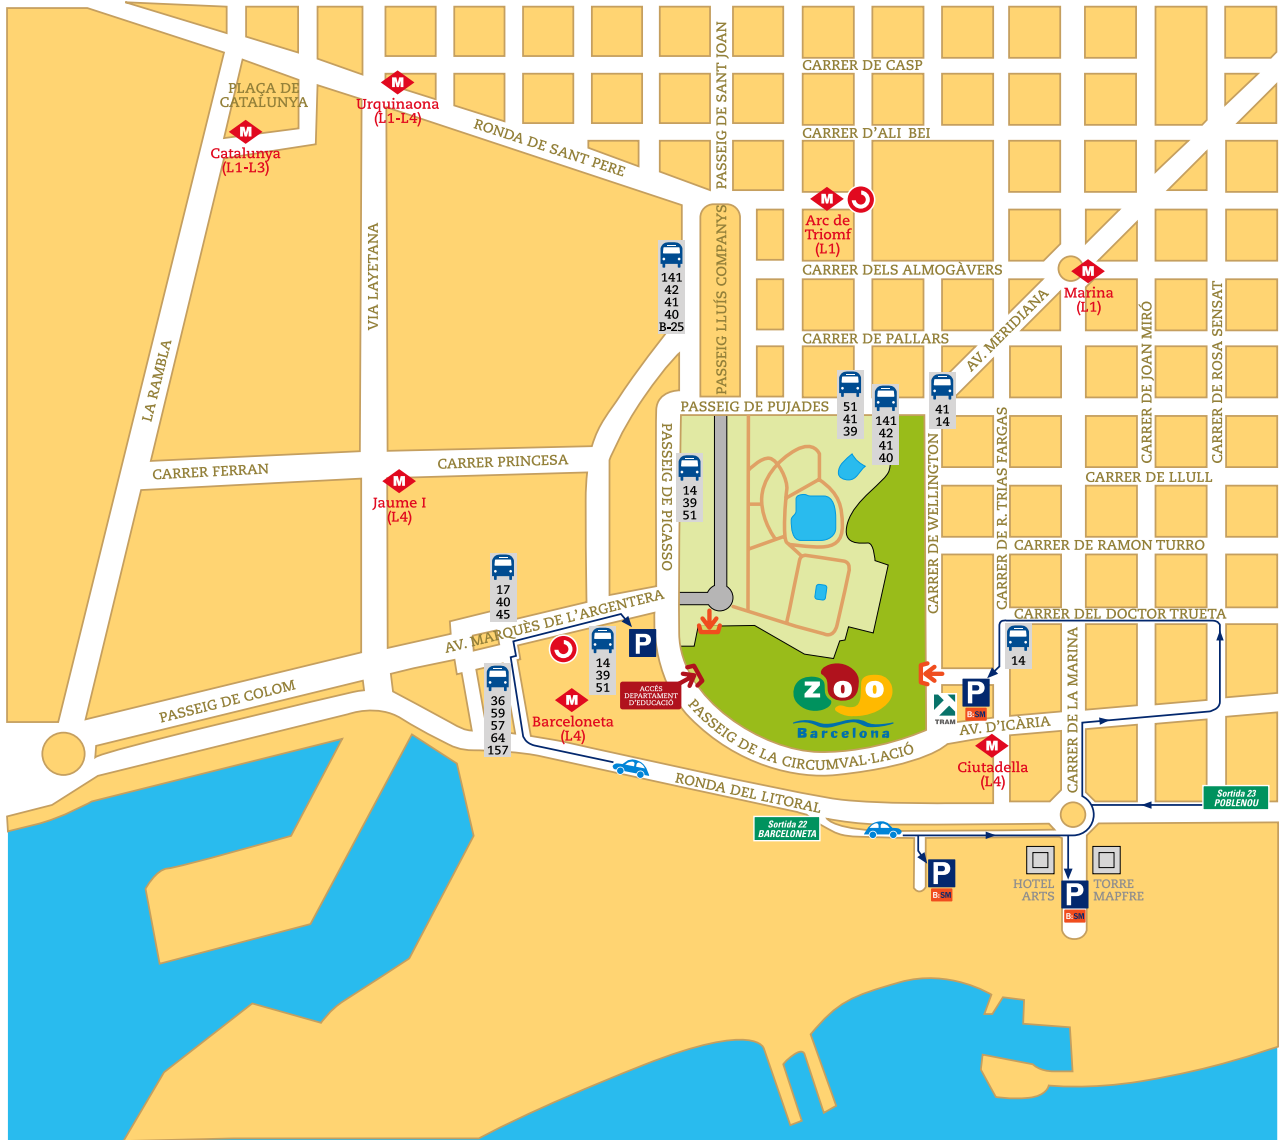 CARRER DE CASP
PLAÇA DE
CATALUNYA
M
Urquinaona
(L1-L4)
M
Catalunya
(L1-L3)
RONDA DE SANT PERE
PASSEIG DE SANT JOAN
CARRER D'ALI BEI
M
Arc de
Triomf
(L1)
VIA LAYETANA
PASSEIG LLUÍS COMPANYS
141
42
41
40
B-25
CARRER DELS ALMOGÀVERS
M
Marina
(L1)
AV. MERIDIANA
CARRER DE JOAN MIRÓ
CARRER DE ROSA SENSAT
CARRER DE PALLARS
LA RAMBLA
PASSEIG DE PUJADES
51
41
39
141
42
41
40
41
14
CARRER FERRAN
CARRER PRINCESA
M
Jaume I
(L4)
PASSEIG DE PICASSO
14
39
51
CARRER DE WELLINGTON
CARRER DE R. TRIAS FARGAS
CARRER DE LLULL
CARRER DE RAMON TURRO
17
40
45
AV. MARQUÈS DE L'ARGENTERA
CARRER DEL DOCTOR TRUETA
14
P
14
39
51
M
Barceloneta
(L4)
ACCÈS
DEPARTAMENT
D'EDUCACIÓ
zoo
Barcelona
TRAM
P
B:SM
36
59
57
64
157
PASSEIG DE COLOM
PASSEIG DE LA CIRCUMVAL·LACIÓ
AV. D'ICÀRIA
M
Ciutadella
(L4)
CARRER DE LA MARINA
RONDA DEL LITORAL
Sortida 22
BARCELONETA
Sortida 23
POBLENOU
P
B:SM
HOTEL
ARTS
TORRE
MAPFRE
P
B:SM